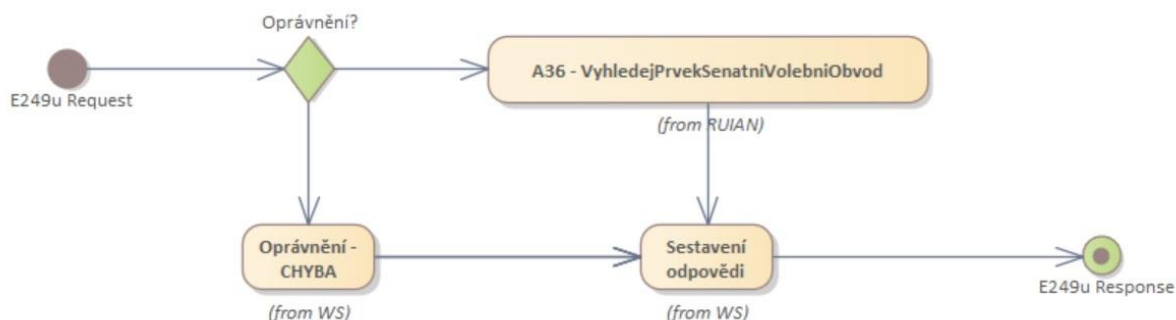 Oprávnění?
E249u Request
A36 - VyhledejPrvekSenatniVolebniObvod
(from RUIAN)
Oprávnění -
CHYBA
(from WS)
Sestavení
odpovědi
(from WS)
E249u Response